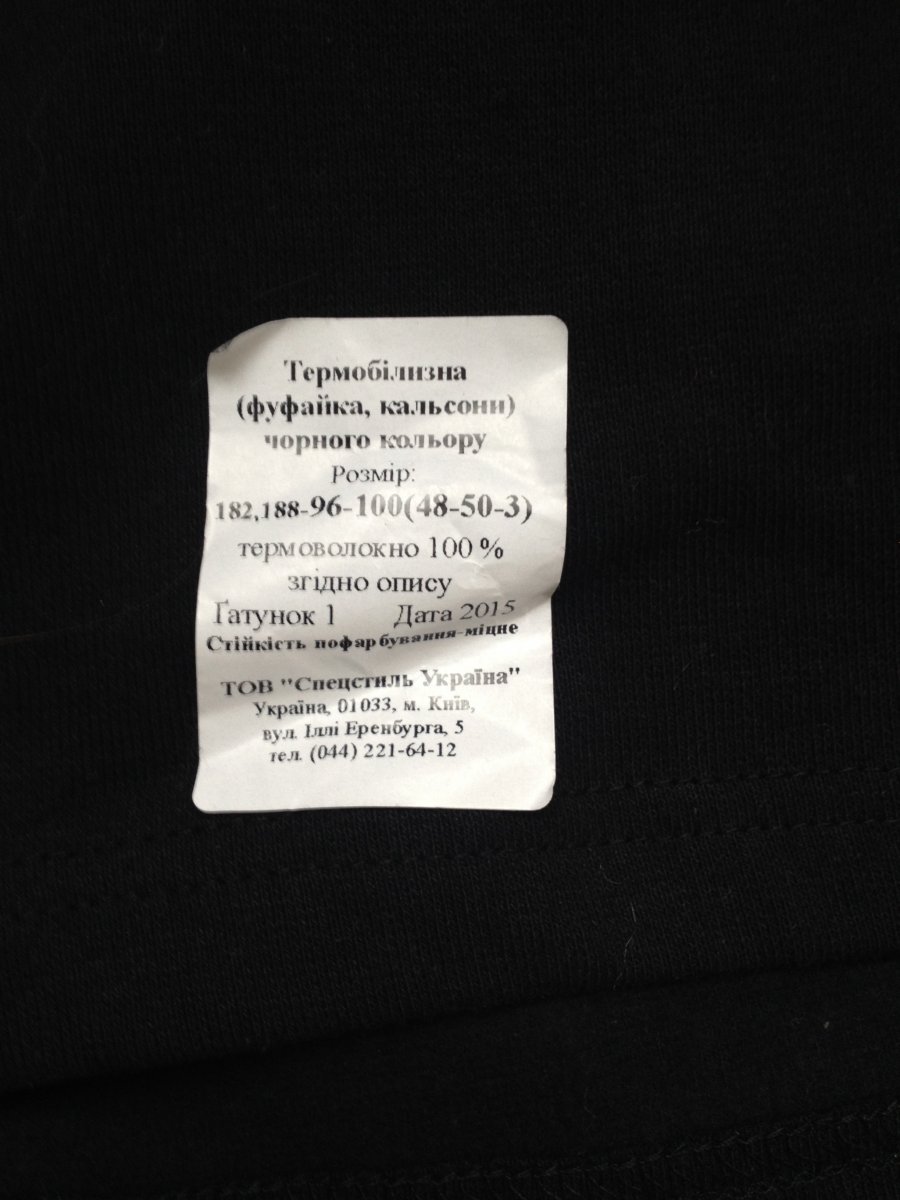 Термобілизна
(фуфайка, кальсони)
чорного кольору
Розмір:
182,188-96-100(48-50-3)
термоволокно 100 %
згідно опису
Ґатунок 1 Дата 2015
Стійкість пофарбування-міцне
ТОВ "Спецстиль Україна"
Україна, 01033, м. Київ,
вул. Іллі Еренбурга, 5
тел. (044) 221-64-12